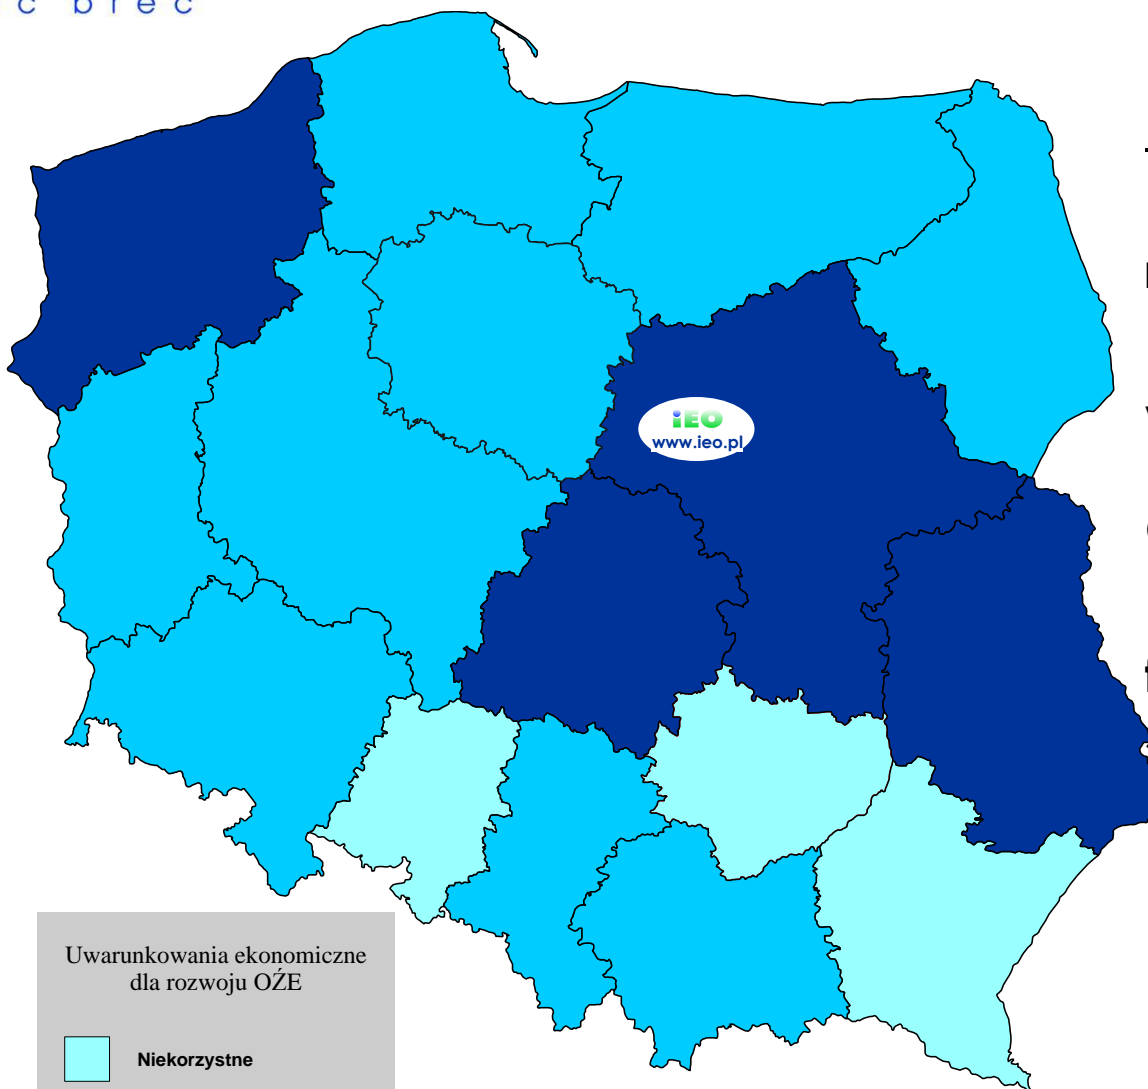 c brec
iEO
www.ieo.pl
Uwarunkowania ekonomiczne
dla rozwoju OŹE
Niekorzystne